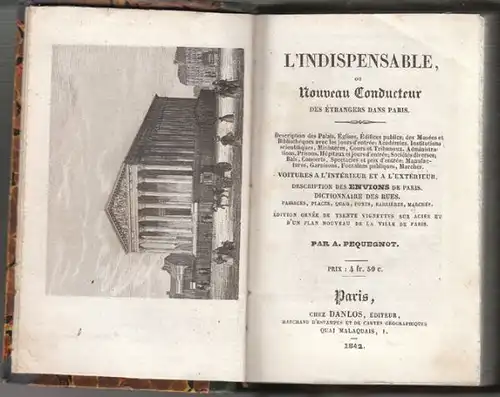 L'INDISPENSABLE,
OU
Nouveau Conducteur
DES ÉTRANGERS DANS PARIS.
Description des Palais, Églises, Édifices publics; des Musées et
Bibliothèques avec les jours d'entrée; Académies, Institutions
scientifiques, Ministères, Cours et Tribunaux, Administra-
tions, Prisons, Hôpitaux et jours d'entrée; Sociétés diverses;
Bals, Concerts, Spectacles et prix d'entrée; Manufac-
tures, Garnisons, Fontaines publiques, Marchés.
VOITURES A L'INTÉRIEUR ET A L'EXTÉRIEUR,
DESCRIPTION DES ENVIONS DE PARIS.
DICTIONNAIRE DES RUES,
PASSAGES, PLACES, QUAIS, PONTS, BARRIÈRES, MARCHÉS.
ÉDITION ORNÉE DE TRENTE VIGNETTES SUR ACIER ET
D'UN PLAN NOUVEAU DE LA VILLE DE PARIS.
PAR A. PEQUEGNOT.
PRIX : 4 fr. 50 c.
Paris,
CHEZ DANLOS, ÉDITEUR,
MARCHAND D'ESTAMPES ET DE CARTES GÉOGRAPHIQUES
QUAI MALAQUAIS, 1.
1842.